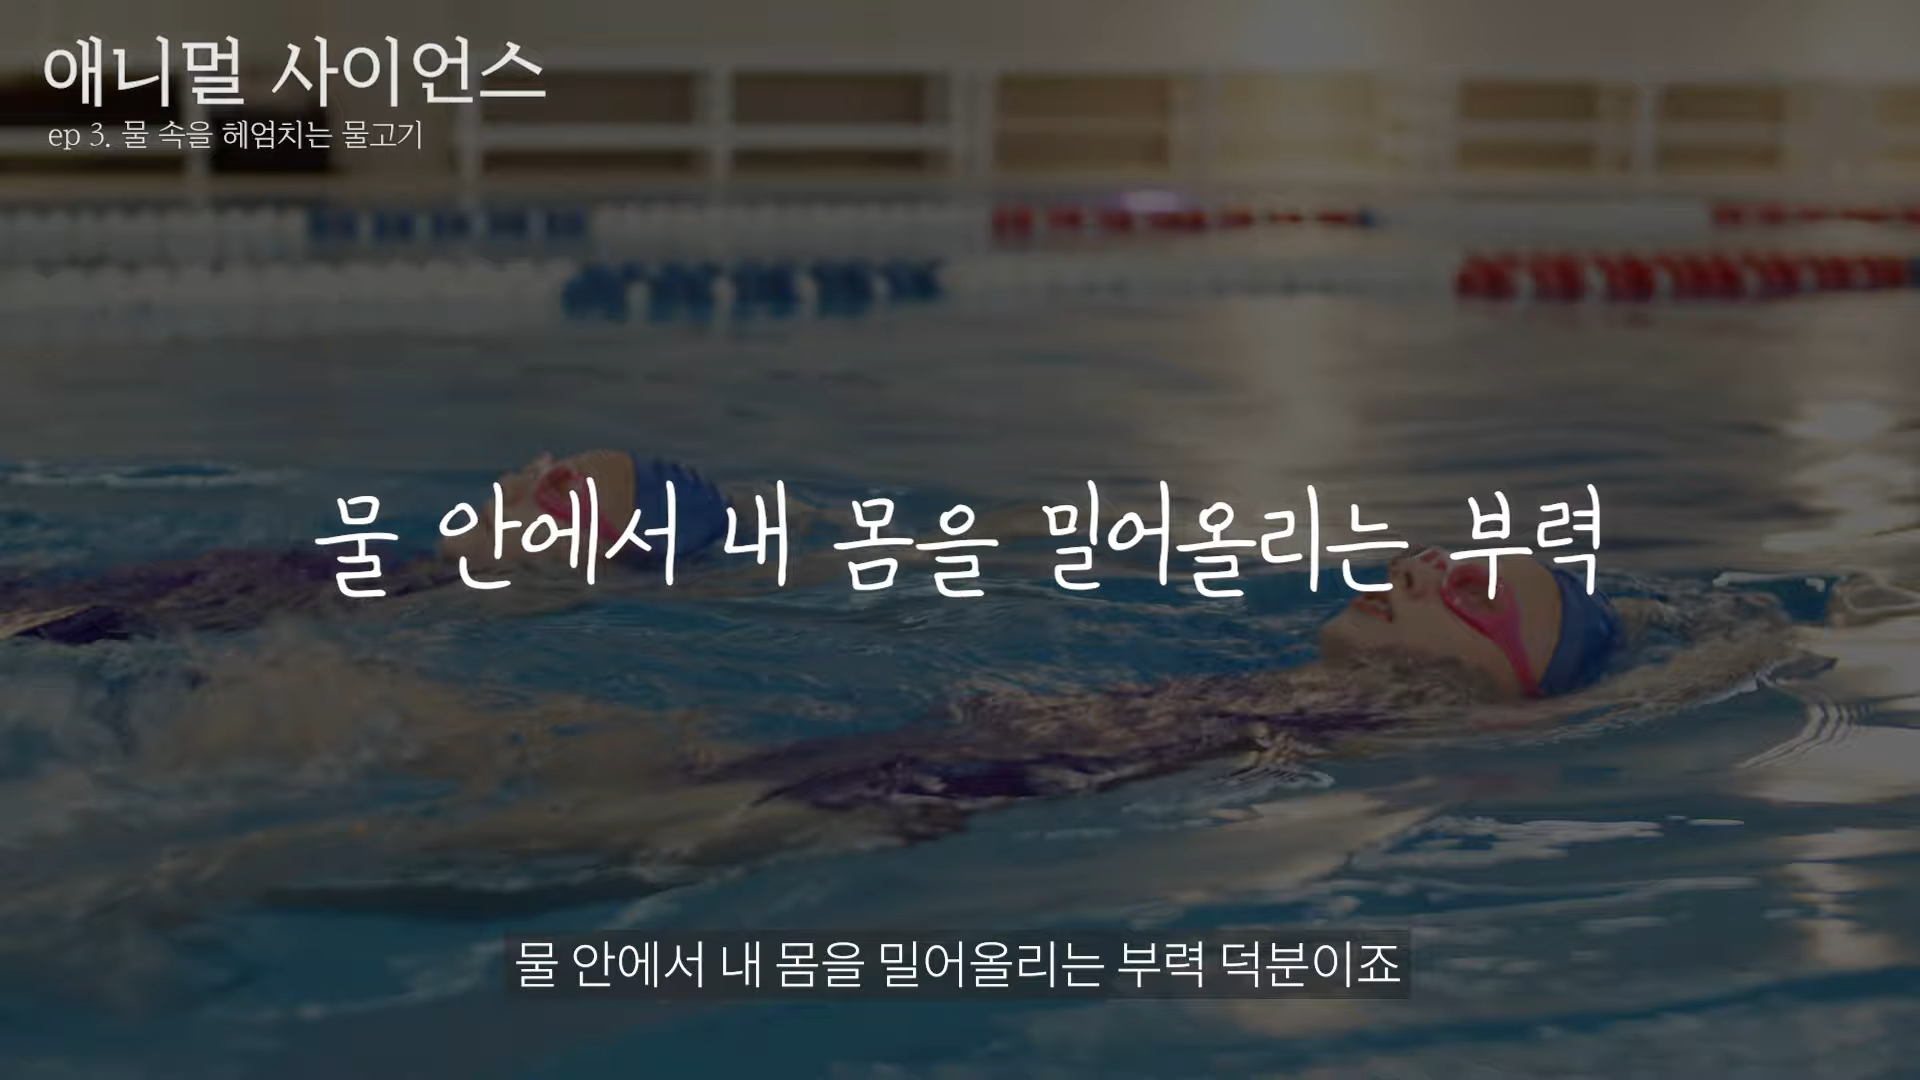 애니멀 사이언스
ep 3. 물 속을 헤엄치는 물고기
물 안에서 내 몸을 밀어올리는 부력
물 안에서 내 몸을 밀어올리는 부력 덕분이죠